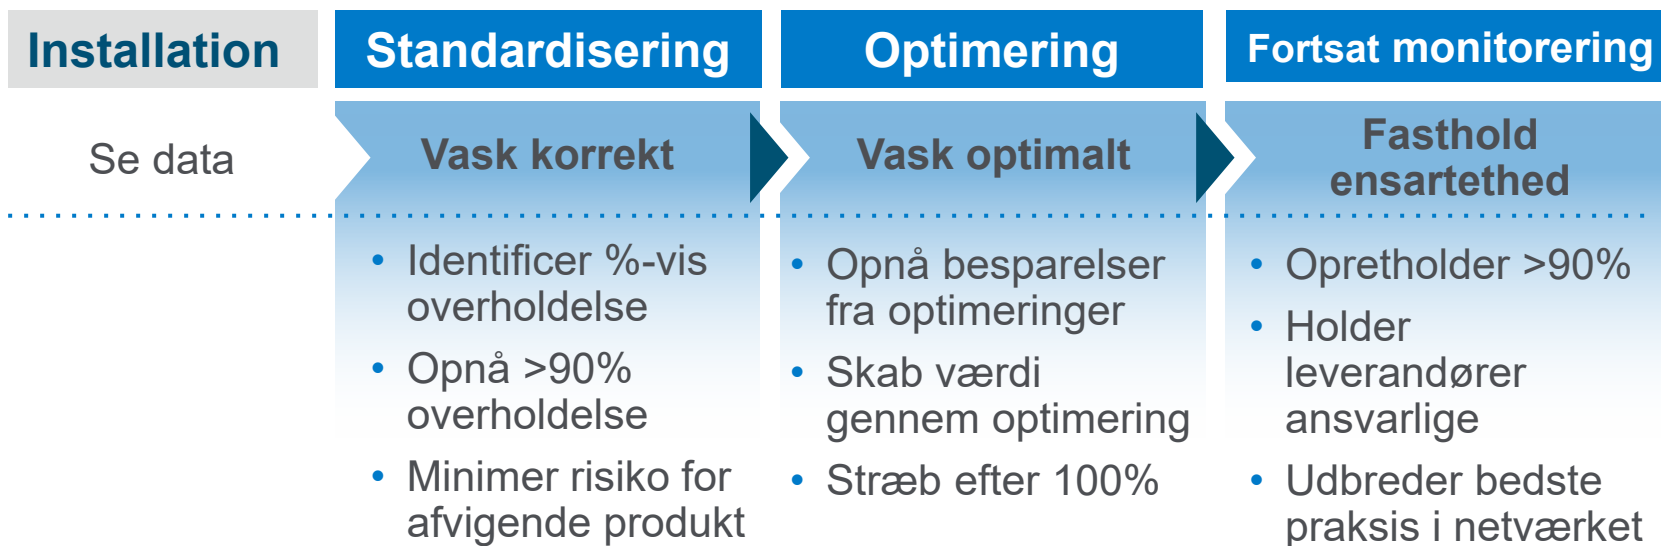 Installation
Se data
Standardisering
Vask korrekt
• Identificer %-vis
overholdelse
• Opnå >90%
overholdelse
• Minimer risiko for
afvigende produkt
Optimering
Vask optimalt
• Opnå besparelser
fra optimeringer
• Skab værdi
gennem optimering
• Stræb efter 100%
Fortsat monitorering
Fasthold
ensartethed
• Opretholder >90%
• Holder
leverandører
ansvarlige
• Udbreder bedste
praksis i netværket